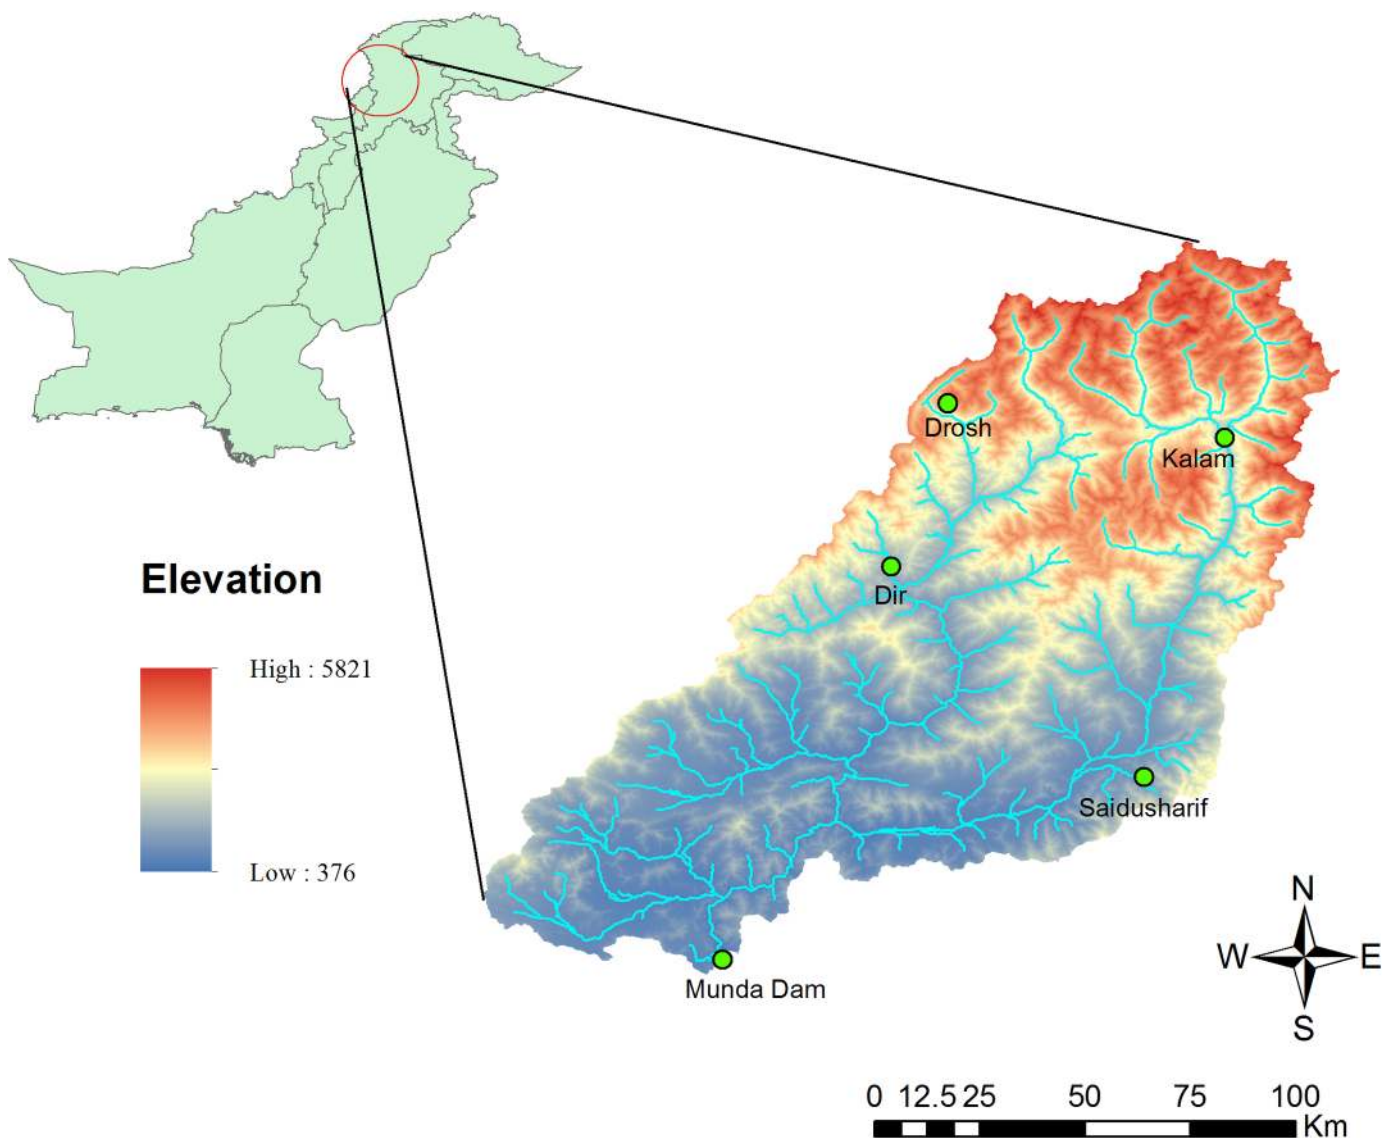 Drosh
Kalam
Elevation
Dir
High : 5821
Saidusharif
Low : 376
N
W E
Munda Dam
S
0 12.5 25 50 75 100
Km